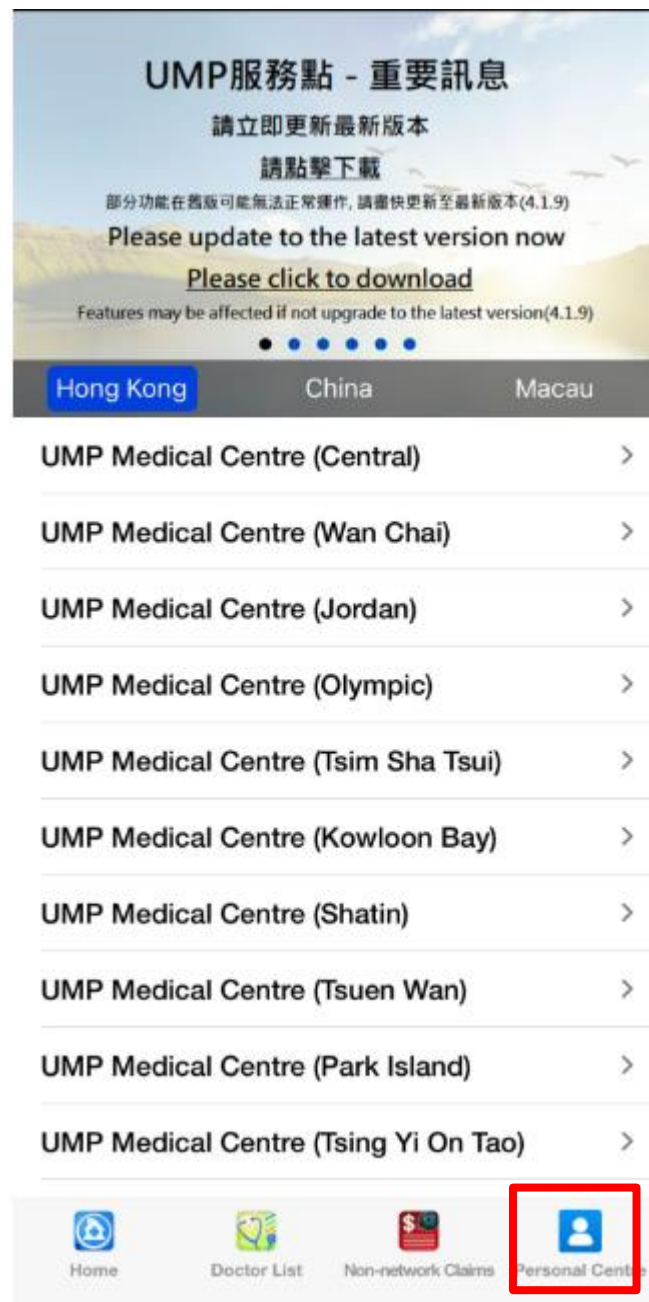 UMP服務點 - 重要訊息
請立即更新最新版本
請點擊下載
部分功能在舊版可能無法正常運作, 請盡快更新至最新版本(4.1.9)
Please update to the latest version now
Please click to download
Features may be affected if not upgrade to the latest version(4.1.9)
Hong Kong China Macau
UMP Medical Centre (Central)
UMP Medical Centre (Wan Chai)
UMP Medical Centre (Jordan)
UMP Medical Centre (Olympic)
UMP Medical Centre (Tsim Sha Tsui)
UMP Medical Centre (Kowloon Bay)
UMP Medical Centre (Shatin)
UMP Medical Centre (Tsuen Wan)
UMP Medical Centre (Park Island)
UMP Medical Centre (Tsing Yi On Tao)
Home Doctor List Non-network Claims Personal Centre